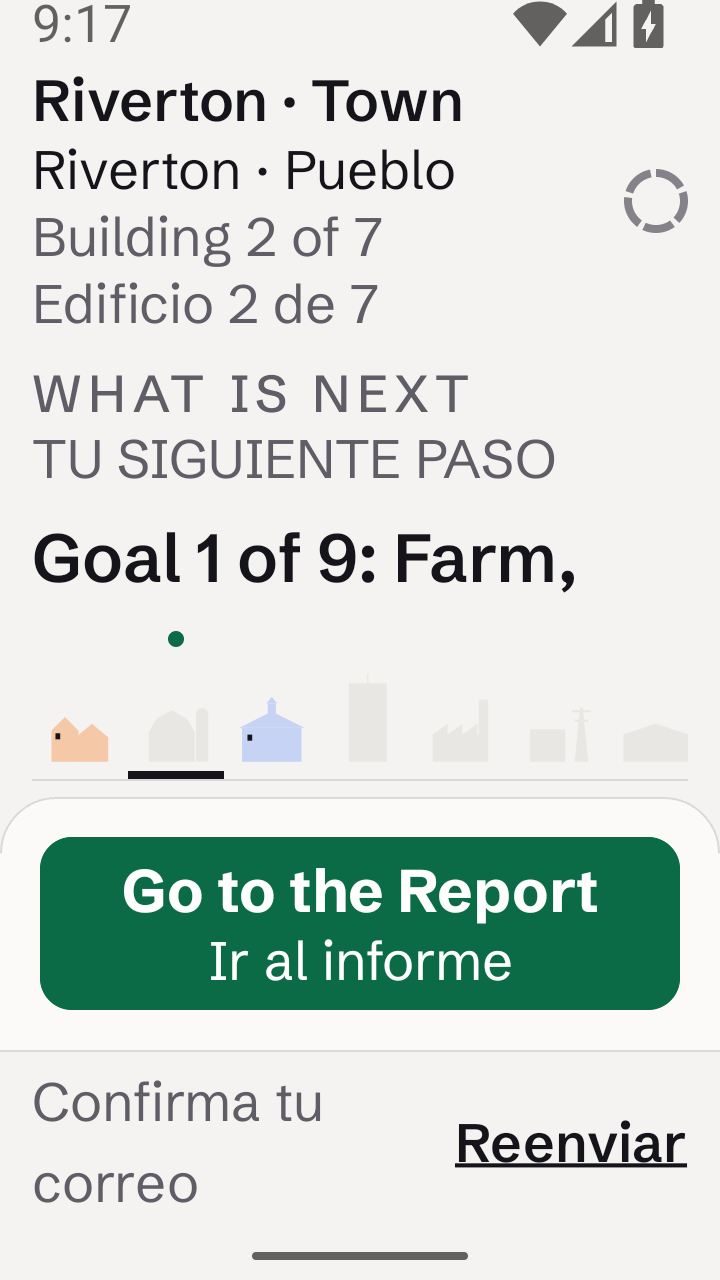 9:17
Riverton · Town
Riverton · Pueblo
Building 2 of 7
Edificio 2 de 7
WHAT IS NEXT
TU SIGUIENTE PASO
Goal 1 of 9: Farm,
Go to the Report
Ir al informe
Confirma tu
correo
Reenviar